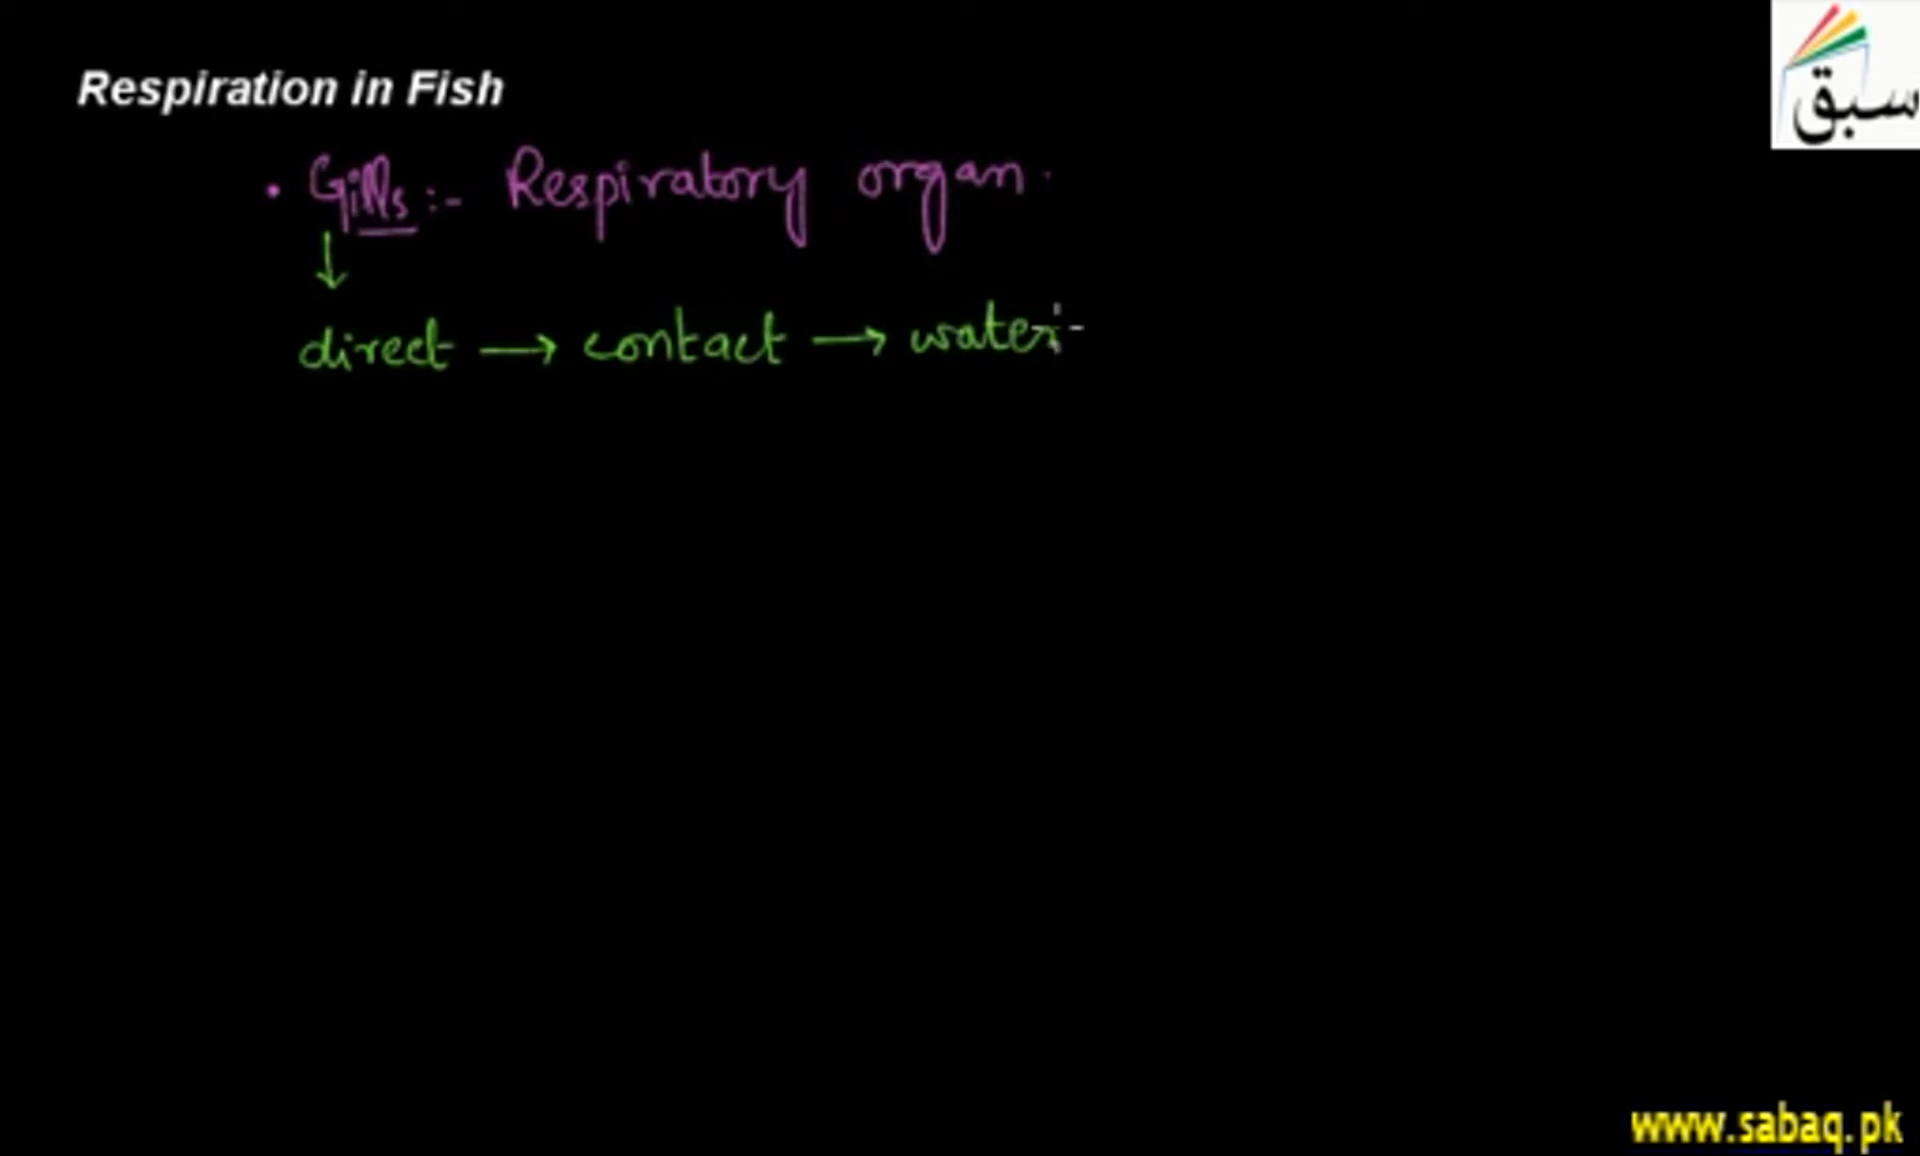 Respiration in Fish
سبق
• Gills :- Respiratory organ.
↓
direct → contact → water
www.sabaq.pk